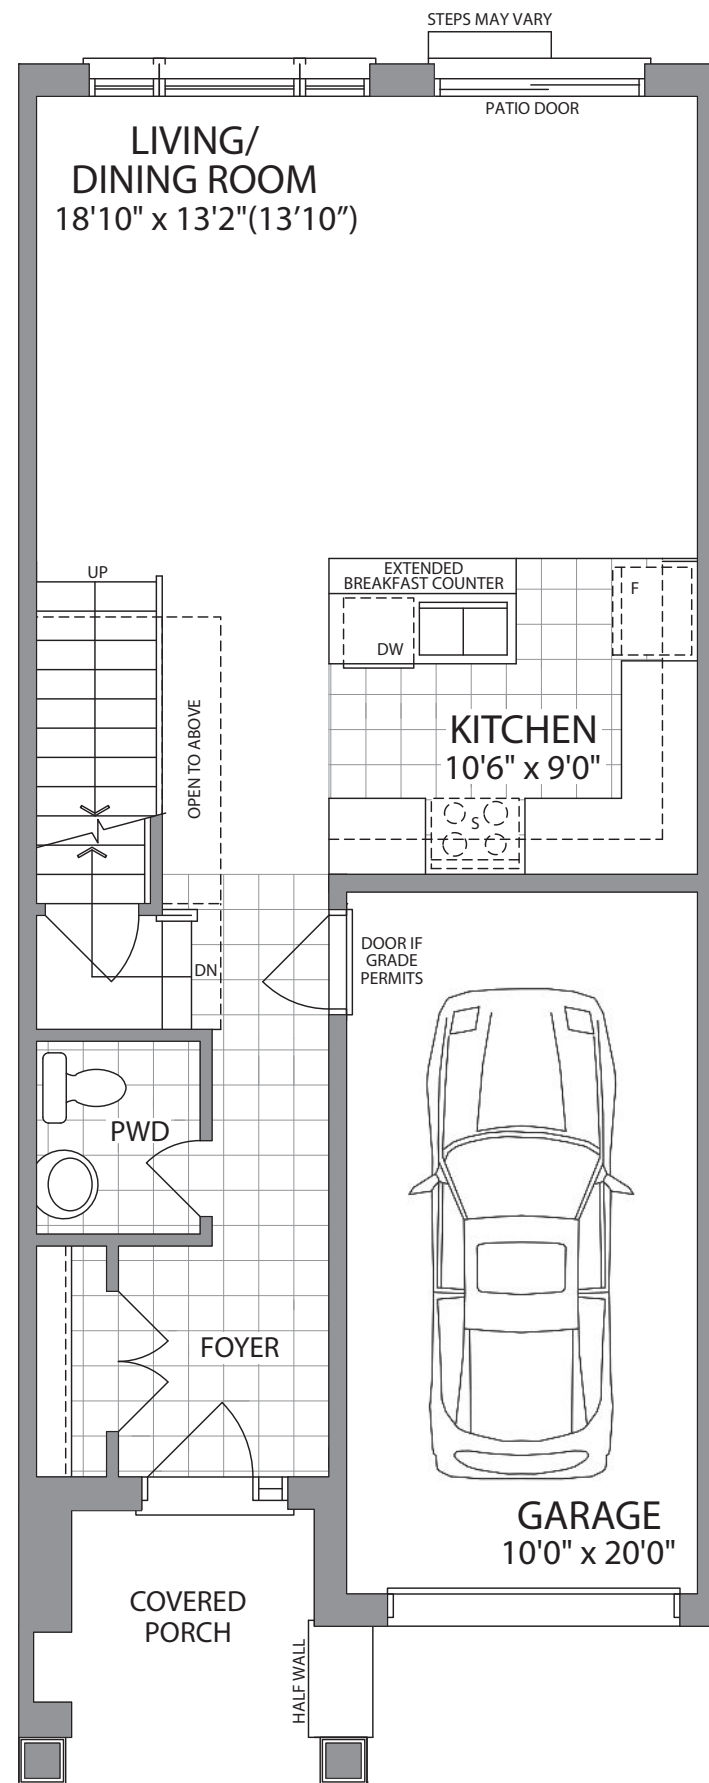 STEPS MAY VARY
PATIO DOOR
LIVING/
DINING ROOM
18'10" x 13'2"(13’10”)
UP
EXTENDED
BREAKFAST COUNTER
F
DW
OPEN TO ABOVE
KITCHEN
10'6" x 9'0"
S
DOOR IF
GRADE
PERMITS
DN
PWD
FOYER
GARAGE
10'0" x 20'0"
COVERED
PORCH
HALF WALL